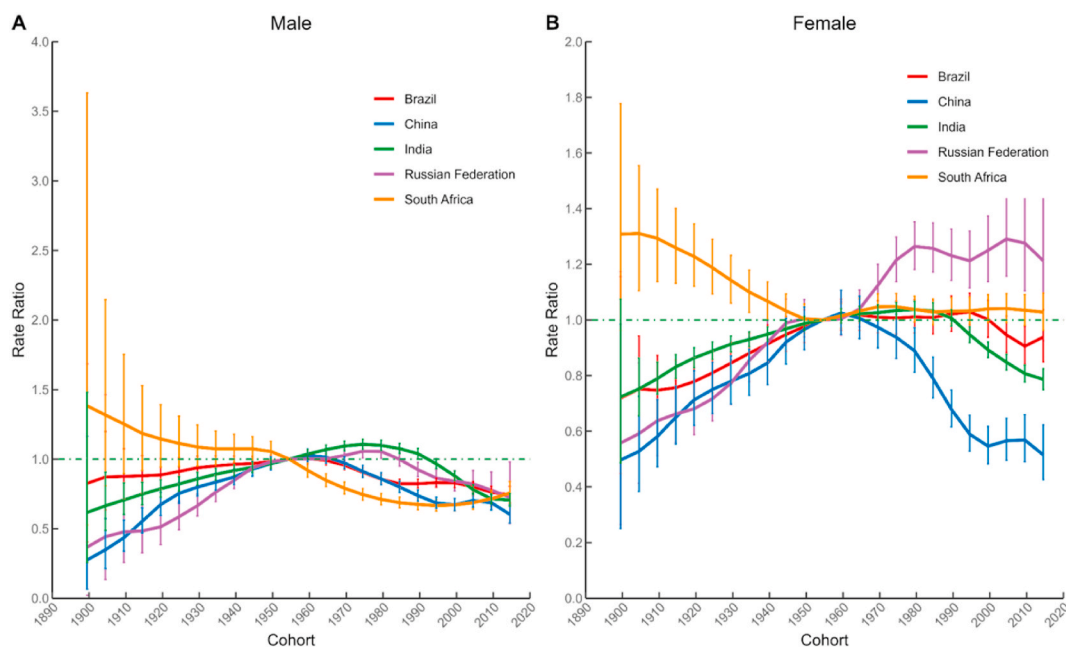 A
Male
4.0
3.5
3.0
2.5
2.0
1.5
1.0
0.5
0.0
Rate Ratio
Brazil
China
India
Russian Federation
South Africa
1890
1900
1910
1920
1930
1940
1950
1960
1970
1980
1990
2000
2010
2020
Cohort
B
Female
2.0
1.8
1.6
1.4
1.2
1.0
0.8
0.6
0.4
0.2
0.0
Rate Ratio
Brazil
China
India
Russian Federation
South Africa
1890
1900
1910
1920
1930
1940
1950
1960
1970
1980
1990
2000
2010
2020
Cohort